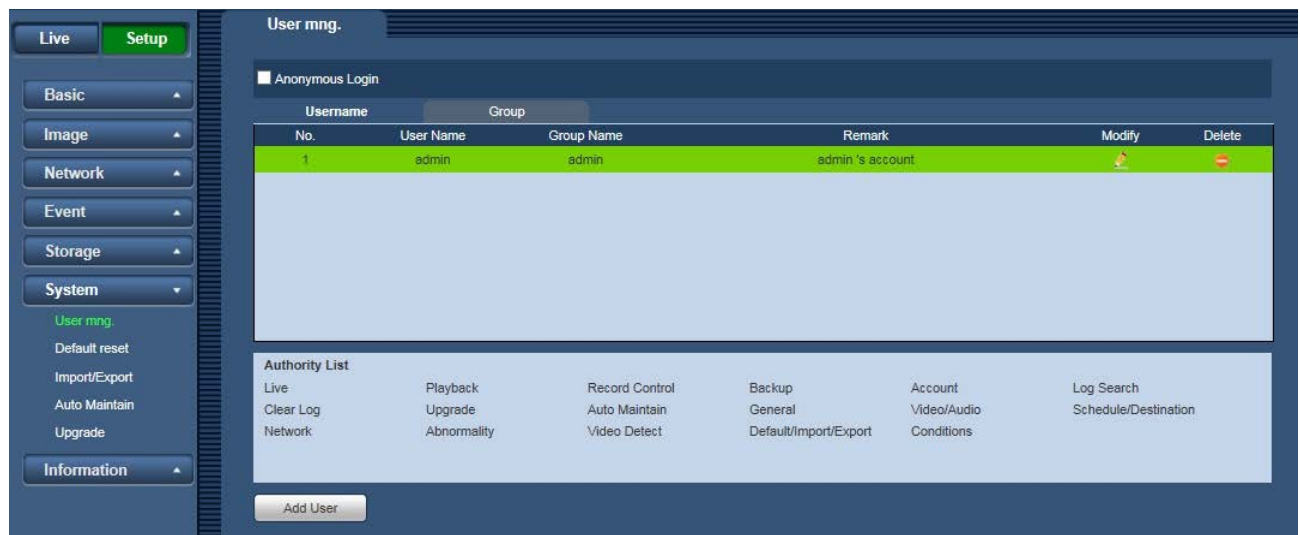 Live Setup
Basic
Image
Network
Event
Storage
System
User mng.
Default reset
Import/Export
Auto Maintain
Upgrade
Information
User mng.
Anonymous Login
Username Group
No. User Name Group Name Remark Modify Delete
1 admin admin admin 's account
Authority List
Live Playback Record Control Backup Account Log Search
Clear Log Upgrade Auto Maintain General Video/Audio Schedule/Destination
Network Abnormality Video Detect Default/Import/Export Conditions
Add User